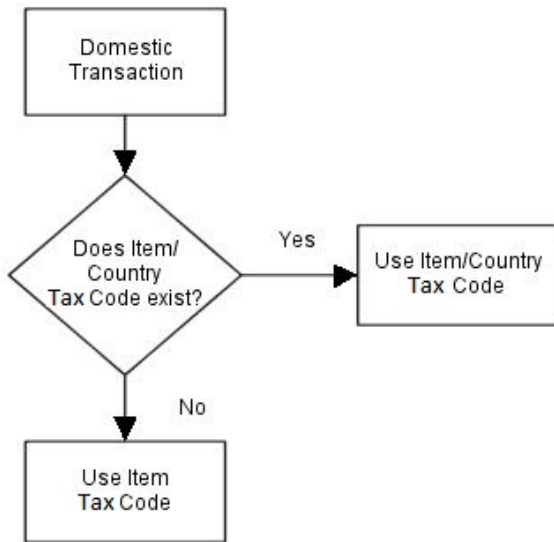 Domestic
Transaction
Does Item/
Country
Tax Code exist?
Yes
Use Item/Country
Tax Code
No
Use Item
Tax Code